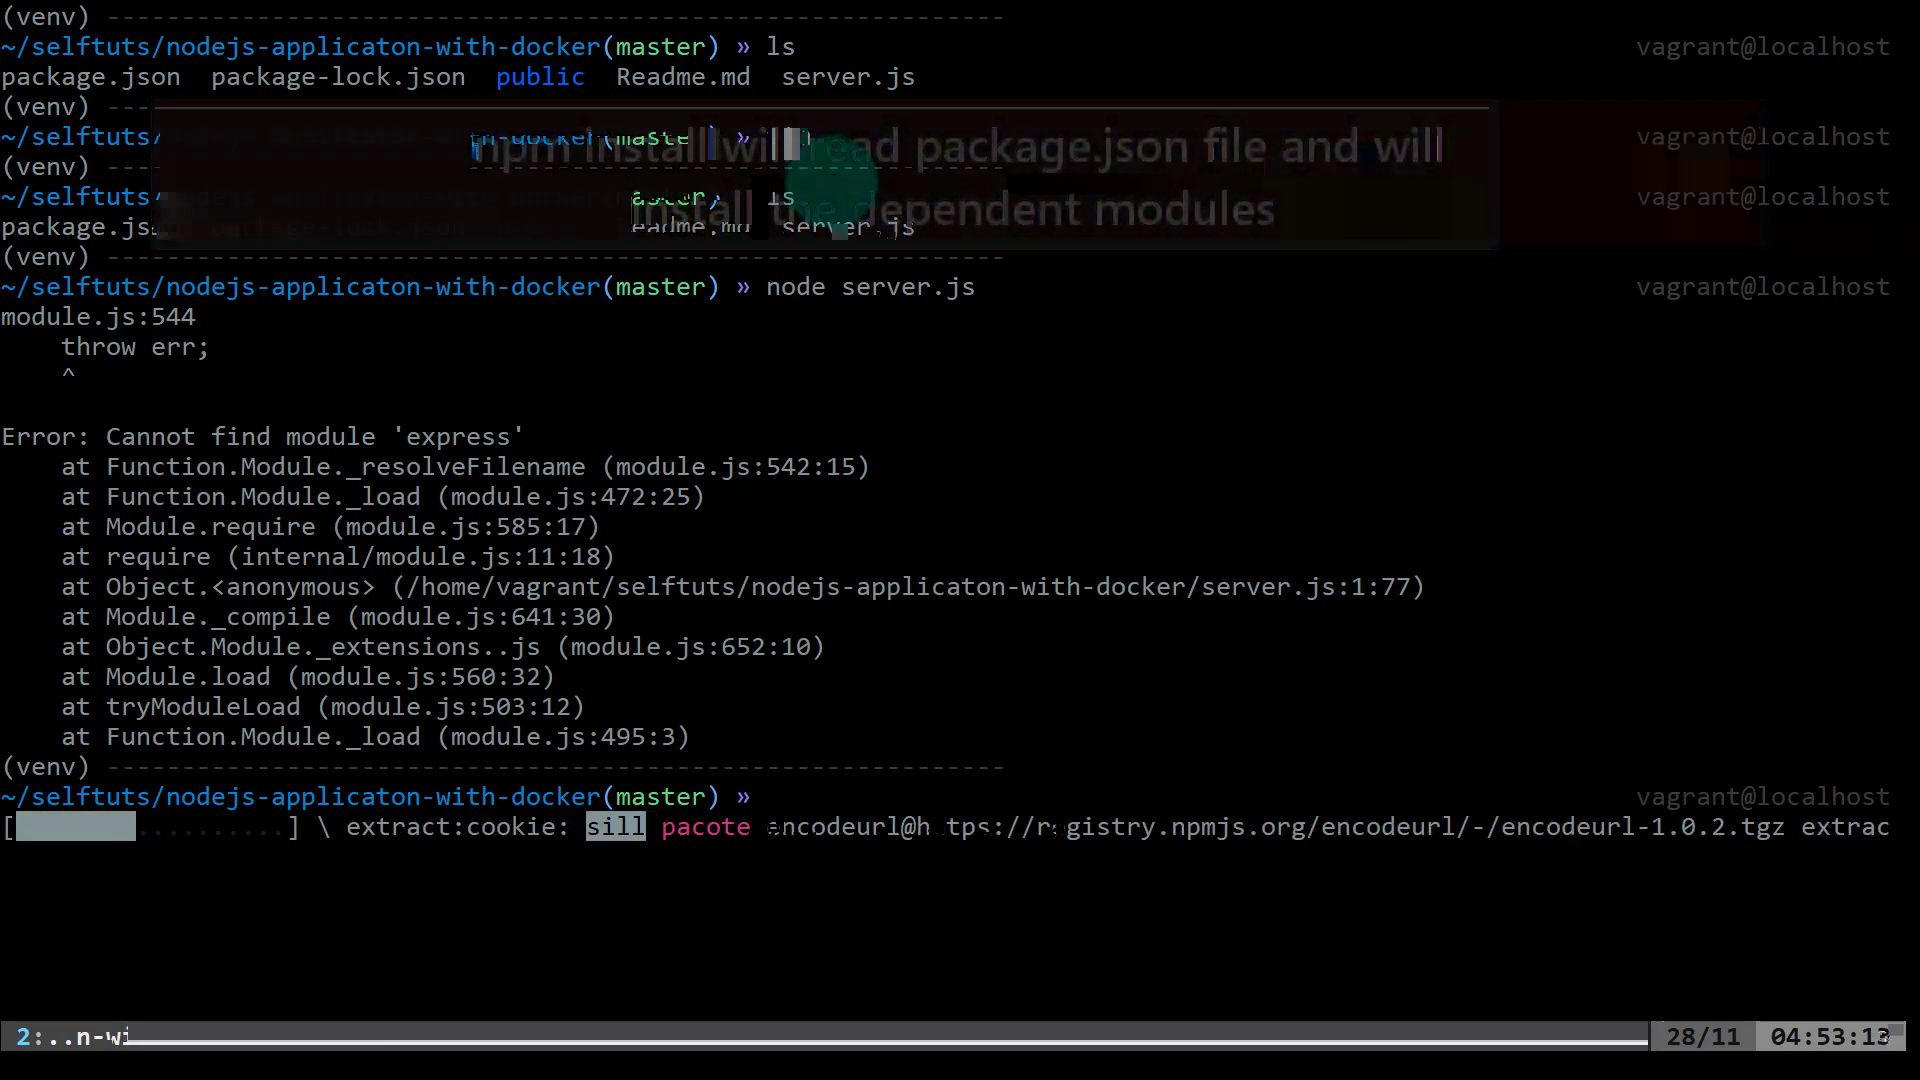 (venv) ------------------------------------------------------------
~/selftuts/nodejs-applicaton-with-docker(master) » ls vagrant@localhost
package.json package-lock.json public Readme.md server.js
(venv) ---
~/selftuts/ n-docker(maste » vagrant@localhost
npm install will read package.json file and will
~/selftuts/ aster) ls vagrant@localhost
install the dependent modules
package.js eadme.md server.js
(venv) ------------------------------------------------------------
~/selftuts/nodejs-applicaton-with-docker(master) » node server.js vagrant@localhost
module.js:544
throw err;
^
Error: Cannot find module 'express'
at Function.Module._resolveFilename (module.js:542:15)
at Function.Module._load (module.js:472:25)
at Module.require (module.js:585:17)
at require (internal/module.js:11:18)
at Object.<anonymous> (/home/vagrant/selftuts/nodejs-applicaton-with-docker/server.js:1:77)
at Module._compile (module.js:641:30)
at Object.Module._extensions..js (module.js:652:10)
at Module.load (module.js:560:32)
at tryModuleLoad (module.js:503:12)
at Function.Module._load (module.js:495:3)
(venv) ------------------------------------------------------------
~/selftuts/nodejs-applicaton-with-docker(master) » vagrant@localhost
[ ..........] \ extract:cookie: sill pacote encodeurl@https://registry.npmjs.org/encodeurl/-/encodeurl-1.0.2.tgz extrac
2:..n-wi 28/11 04:53:13